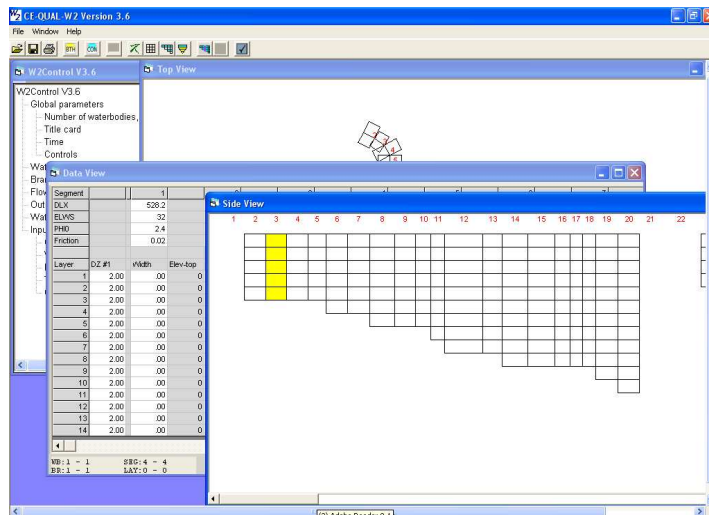 CE-QUAL-W2 Version 3.6
File Window Help
BTH CON
W2Control V3.6
Top View
W2Control V3.6
Global parameters
Number of waterbodies,
Title card
Time
Controls
Data View
Segment 1
DLX 528.2
ELWS 32
PHI0 2.4
Friction 0.02
Layer DZ #1 Width Elev-top
1 2.00 .00 0
2 2.00 .00 0
3 2.00 .00 0
4 2.00 .00 0
5 2.00 .00 0
6 2.00 .00 0
7 2.00 .00 0
8 2.00 .00 0
9 2.00 .00 0
10 2.00 .00 0
11 2.00 .00 0
12 2.00 .00 0
13 2.00 .00 0
14 2.00 .00 0
WB:1 - 1 SEG:4 - 4
BR:1 - 1 LAY:0 - 0
Side View
1 2 3 4 5 6 7 8 9 10 11 12 13 14 15 16 17 18 19 20 21 22